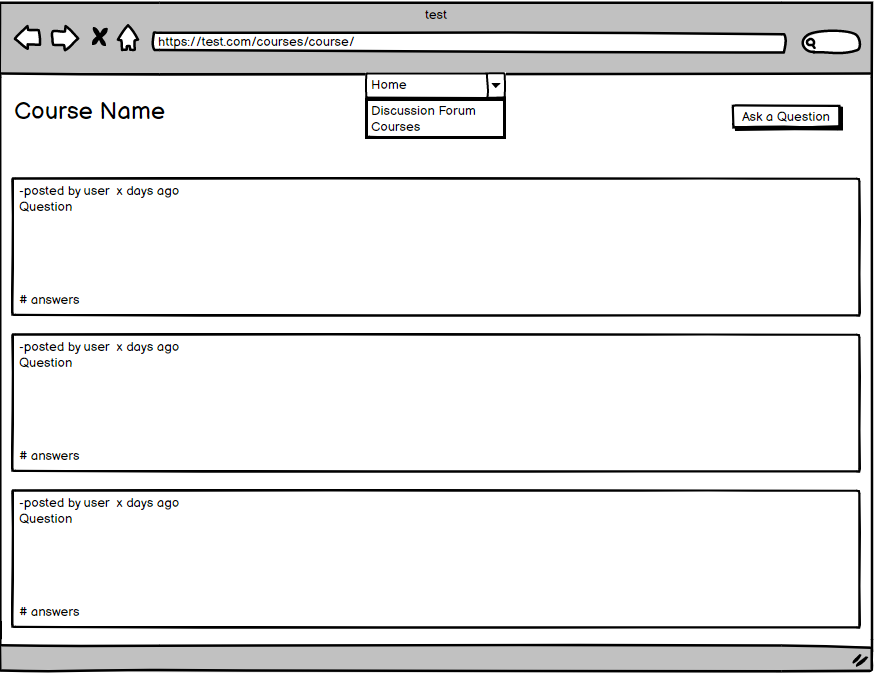 test
https://test.com/courses/course/
Home
Discussion Forum
Courses
Course Name
Ask a Question
-posted by user x days ago
Question
# answers
-posted by user x days ago
Question
# answers
-posted by user x days ago
Question
# answers